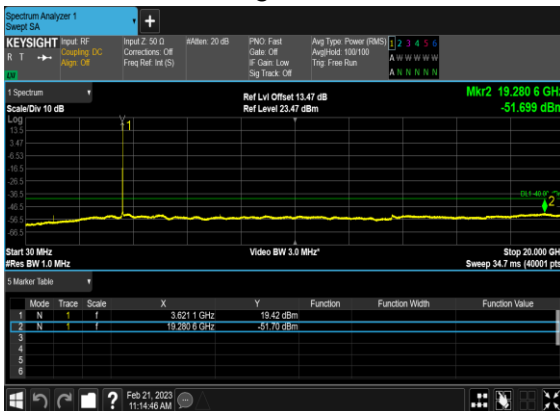 Spectrum Analyzer 1
Swept SA
+
KEYSIGHT
R T
LV
Input: RF
Coupling: DC
Align: Off
Input Z: 50 Ω
Corrections: Off
Freq Ref: Int (S)
#Atten: 20 dB
PNO: Fast
Gate: Off
IF Gain: Low
Sig Track: Off
Avg Type: Power (RMS)
Avg|Hold: 100/100
Trig: Free Run
1 2 3 4 5 6
A W W W W W
A N N N N N
1 Spectrum
Scale/Div 10 dB
Ref Lvl Offset 13.47 dB
Ref Level 23.47 dBm
Mkr2 19.280 6 GHz
-51.699 dBm
Log
13.5
3.47
-6.53
-16.5
-26.5
-36.5
-46.5
-56.5
-66.5
1
2
Start 30 MHz
#Res BW 1.0 MHz
Video BW 3.0 MHz*
Stop 20.000 GH
Sweep 34.7 ms (40001 pts
5 Marker Table
Mode Trace Scale X Y Function Function Width Function Value
1 N 1 f 3.621 1 GHz 19.42 dBm
2 N 1 f 19.280 6 GHz -51.70 dBm
3
4
5
6
?
Feb 21, 2023
11:14:46 AM